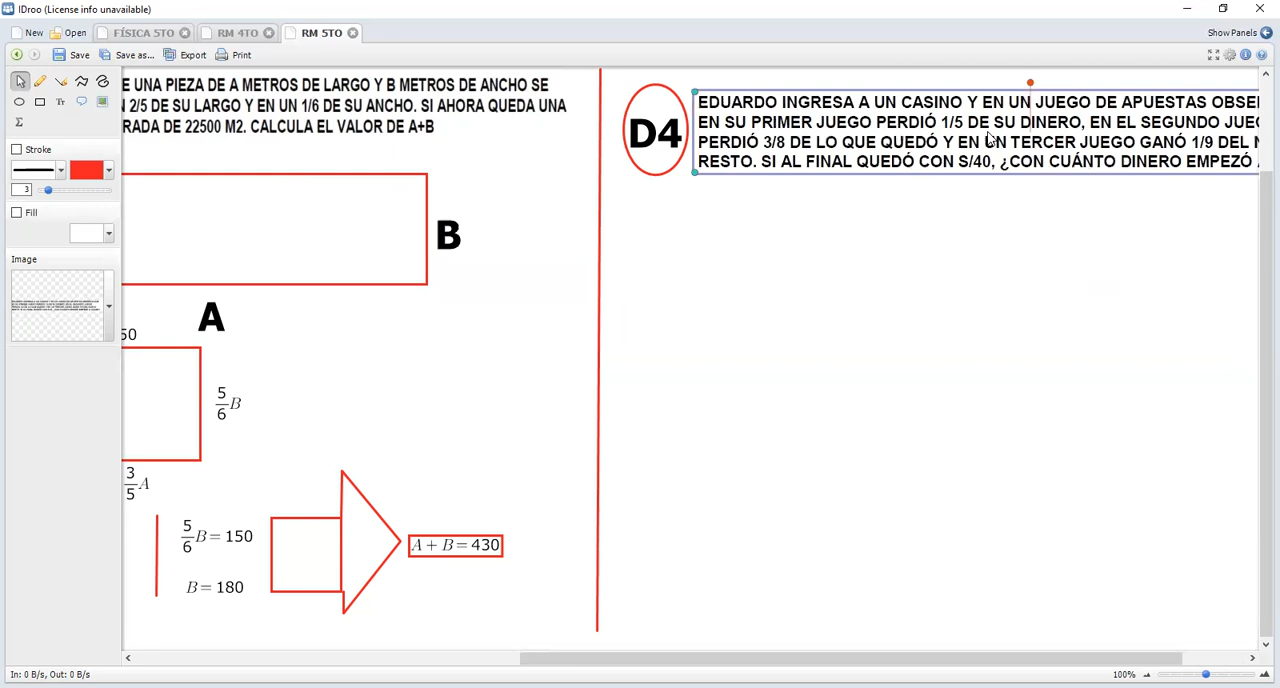 IDroo (License info unavailable)
New Open FÍSICA 5TO RM 4TO RM 5TO Show Panels
Save Save as... Export Print
Tr
Σ
Stroke
3
Fill
Image
E UNA PIEZA DE A METROS DE LARGO Y B METROS DE ANCHO SE
2/5 DE SU LARGO Y EN UN 1/6 DE SU ANCHO. SI AHORA QUEDA UNA
RADA DE 22500 M2. CALCULA EL VALOR DE A+B
B
A
50
5/6 B
3/5 A
5/6 B = 150
B = 180
A + B = 430
D4
EDUARDO INGRESA A UN CASINO Y EN UN JUEGO DE APUESTAS OBSE
EN SU PRIMER JUEGO PERDIÓ 1/5 DE SU DINERO, EN EL SEGUNDO JUE
PERDIÓ 3/8 DE LO QUE QUEDÓ Y EN UN TERCER JUEGO GANÓ 1/9 DEL
RESTO. SI AL FINAL QUEDÓ CON S/40, ¿CON CUÁNTO DINERO EMPEZÓ
In: 0 B/s, Out: 0 B/s 100%